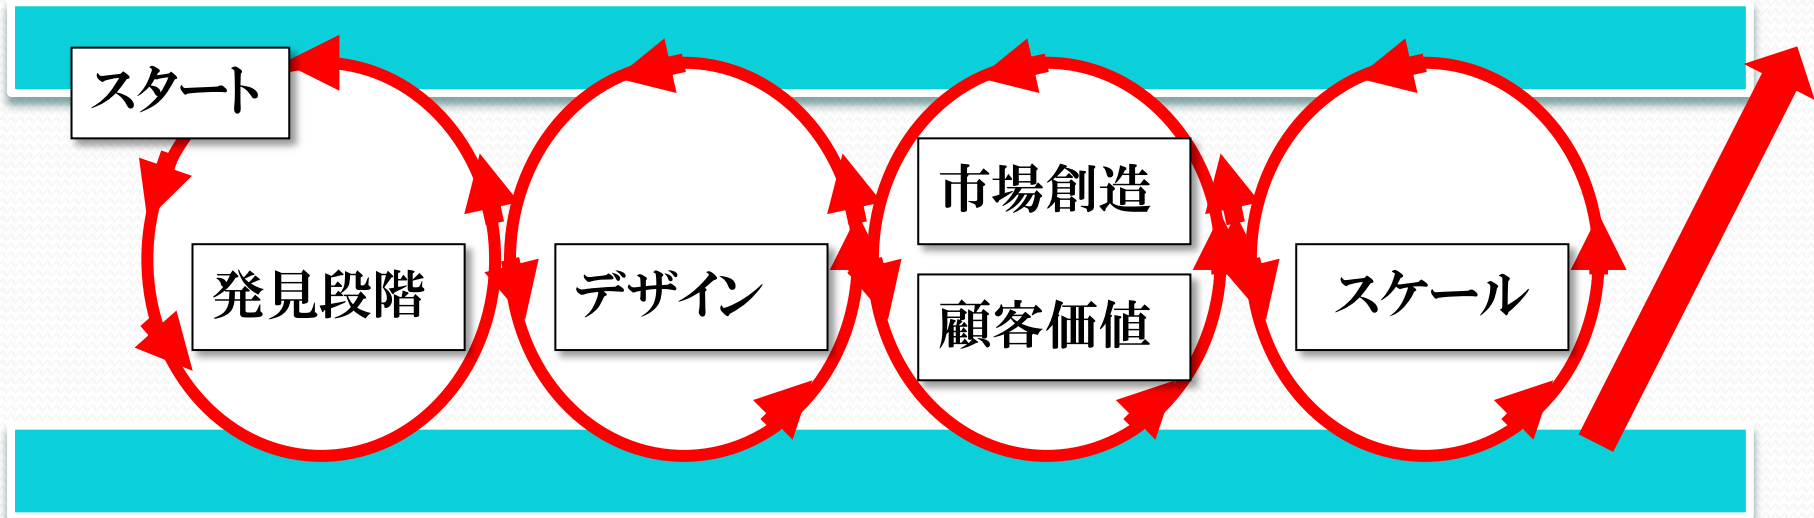 スタート
発見段階
デザイン
市場創造
顧客価値
スケール